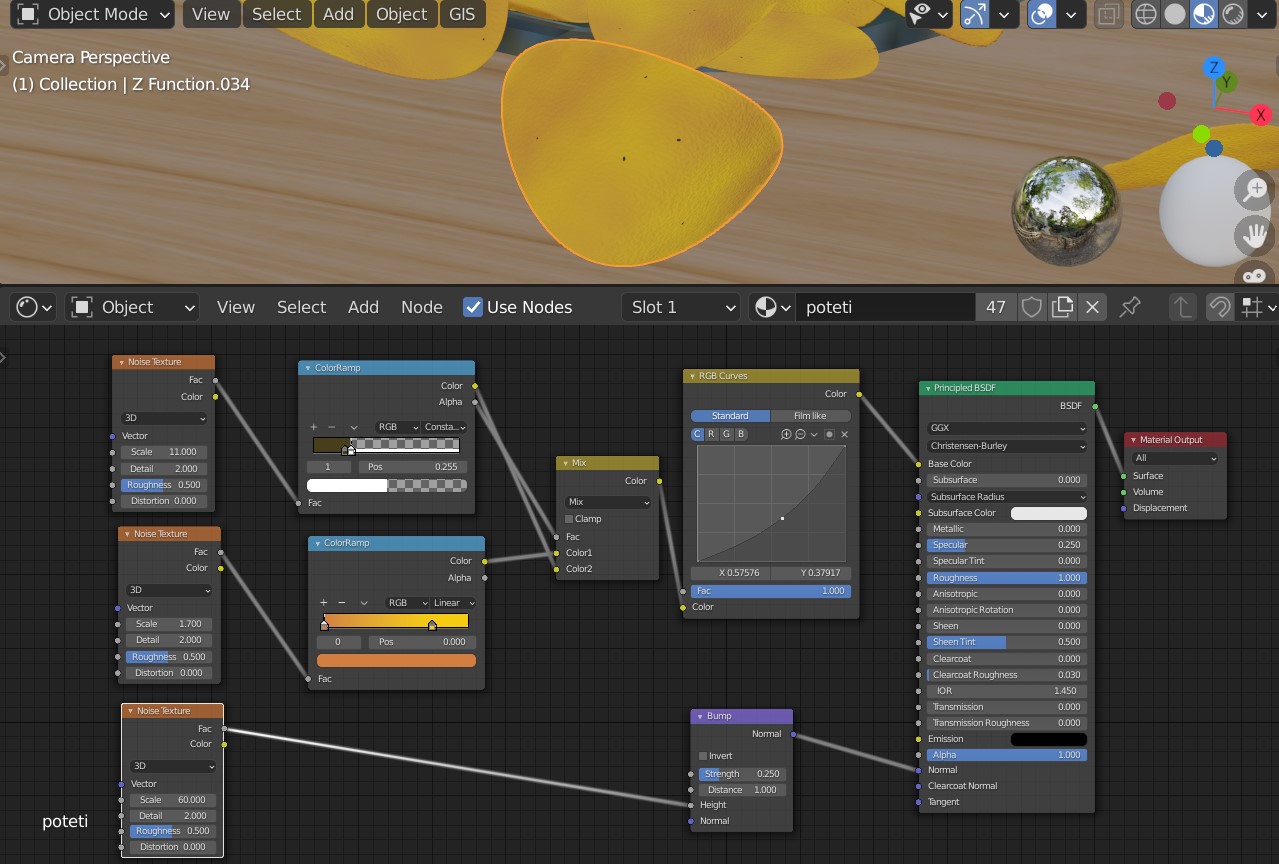 Object Mode View Select Add Object GIS
Camera Perspective
(1) Collection | Z Function.034
Z
Y
X
Object View Select Add Node Use Nodes Slot 1 poteti 47
Noise Texture
Fac
Color
3D
Vector
Scale 11.000
Detail 2.000
Roughness 0.500
Distortion 0.000
ColorRamp
Color
Alpha
+ − RGB Consta...
1 Pos 0.255
Fac
Noise Texture
Fac
Color
3D
Vector
Scale 1.700
Detail 2.000
Roughness 0.500
Distortion 0.000
ColorRamp
Color
Alpha
+ − RGB Linear
0 Pos 0.000
Fac
Noise Texture
Fac
Color
3D
Vector
Scale 60.000
Detail 2.000
Roughness 0.500
Distortion 0.000
Mix
Color
Mix
Clamp
Fac
Color1
Color2
RGB Curves
Color
Standard Film like
C R G B
X 0.57576 Y 0.37917
Fac 1.000
Color
Bump
Normal
Invert
Strength 0.250
Distance 1.000
Height
Normal
Principled BSDF
BSDF
GGX
Christensen-Burley
Base Color
Subsurface 0.000
Subsurface Radius
Subsurface Color
Metallic 0.000
Specular 0.250
Specular Tint 0.000
Roughness 1.000
Anisotropic 0.000
Anisotropic Rotation 0.000
Sheen 0.000
Sheen Tint 0.500
Clearcoat 0.000
Clearcoat Roughness 0.030
IOR 1.450
Transmission 0.000
Transmission Roughness 0.000
Emission
Alpha 1.000
Normal
Clearcoat Normal
Tangent
Material Output
All
Surface
Volume
Displacement
poteti